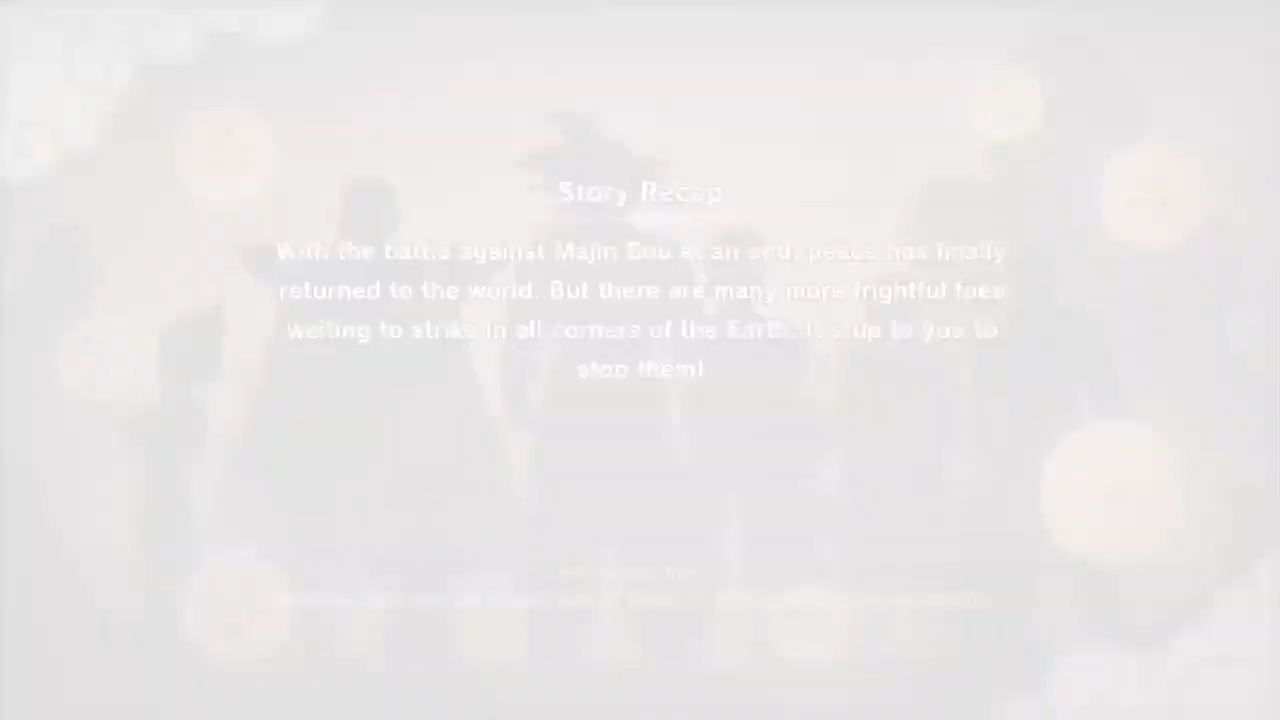 Story Recap
With the battle against Majin Buu at an end, peace has finally
returned to the world. But there are many more frightful foes
waiting to strike in all corners of the Earth. It's up to you to
stop them!